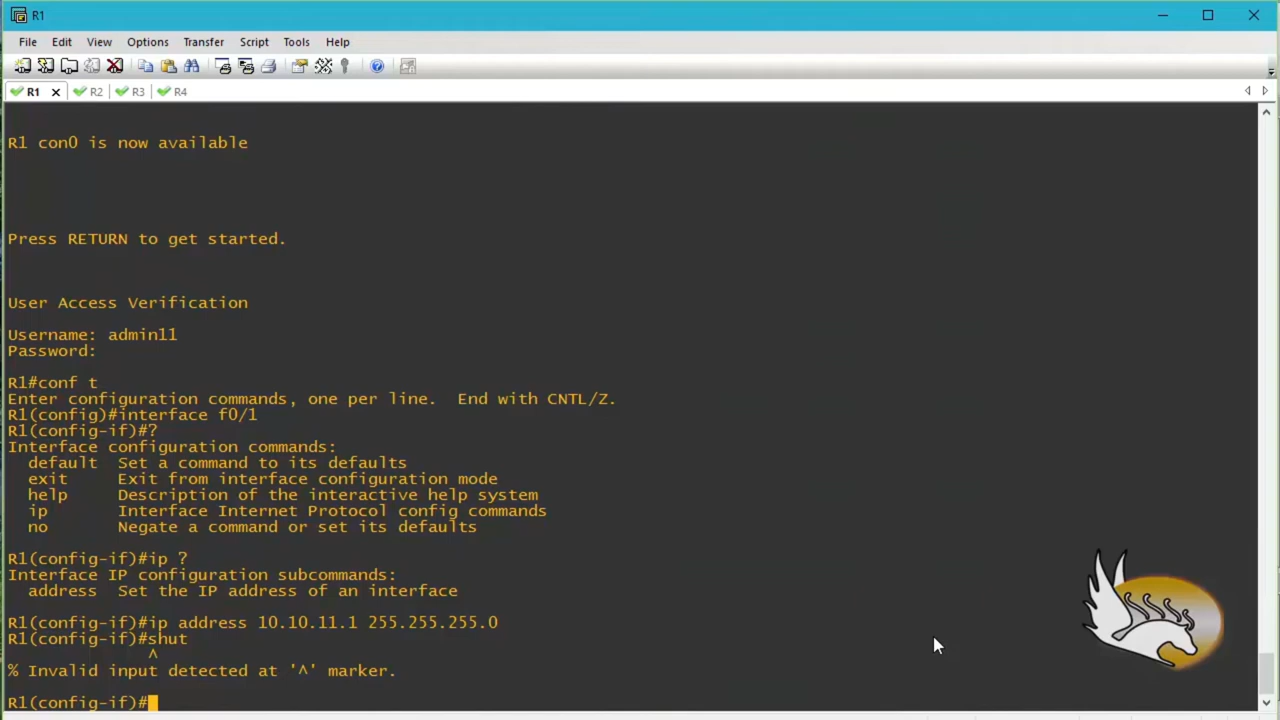 R1
File Edit View Options Transfer Script Tools Help
R1 R2 R3 R4
R1 con0 is now available
Press RETURN to get started.
User Access Verification
Username: admin11
Password:
R1#conf t
Enter configuration commands, one per line.  End with CNTL/Z.
R1(config)#interface f0/1
R1(config-if)#?
Interface configuration commands:
  default  Set a command to its defaults
  exit     Exit from interface configuration mode
  help     Description of the interactive help system
  ip       Interface Internet Protocol config commands
  no       Negate a command or set its defaults
R1(config-if)#ip ?
Interface IP configuration subcommands:
  address  Set the IP address of an interface
R1(config-if)#ip address 10.10.11.1 255.255.255.0
R1(config-if)#shut
              ^
% Invalid input detected at '^' marker.
R1(config-if)#